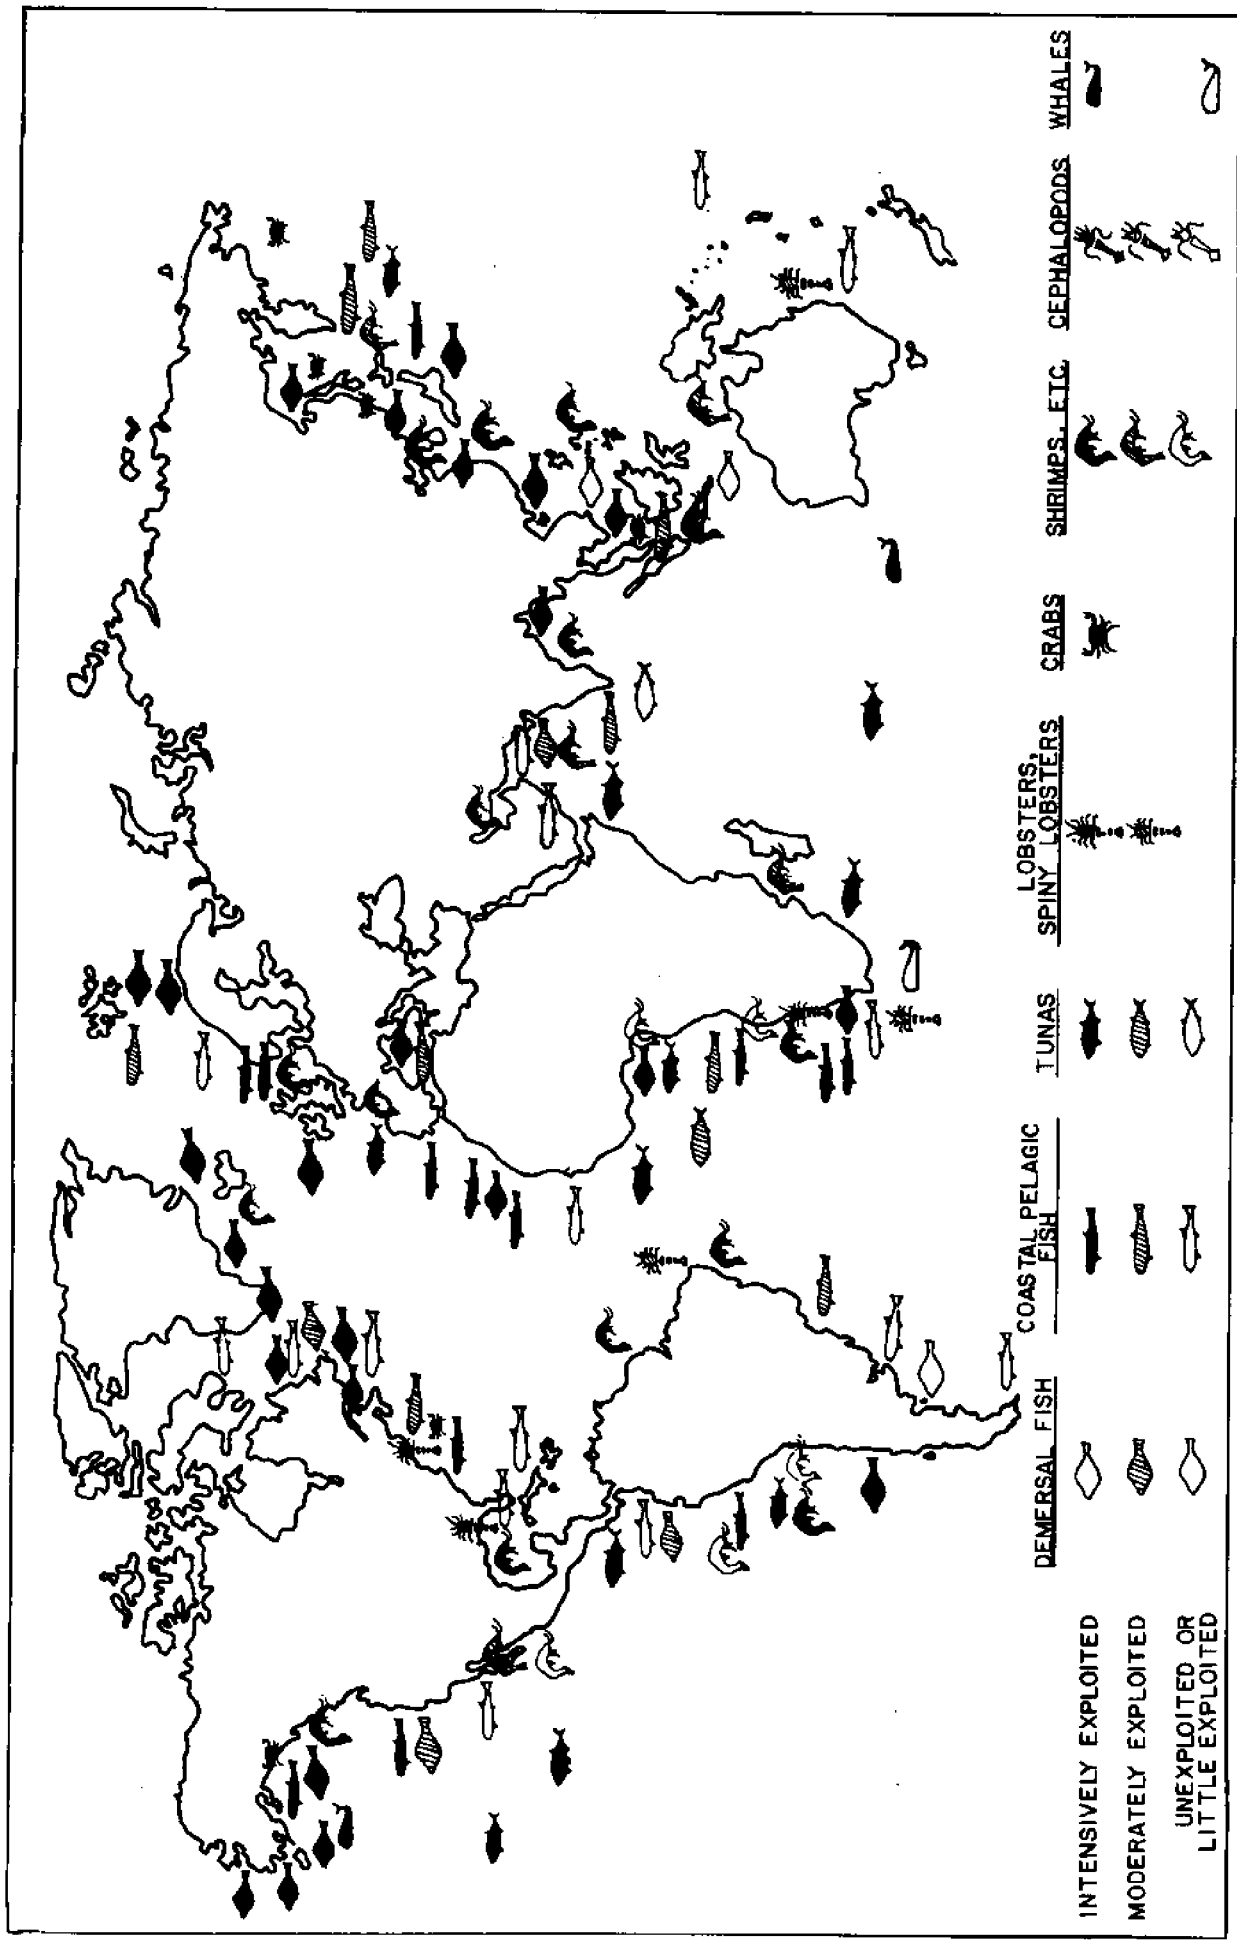 DEMERSAL FISH
COASTAL PELAGIC
FISH
TUNAS
LOBSTERS,
SPINY LOBSTERS
CRABS
SHRIMPS, ETC.
CEPHALOPODS
WHALES
INTENSIVELY EXPLOITED
MODERATELY EXPLOITED
UNEXPLOITED OR
LITTLE EXPLOITED